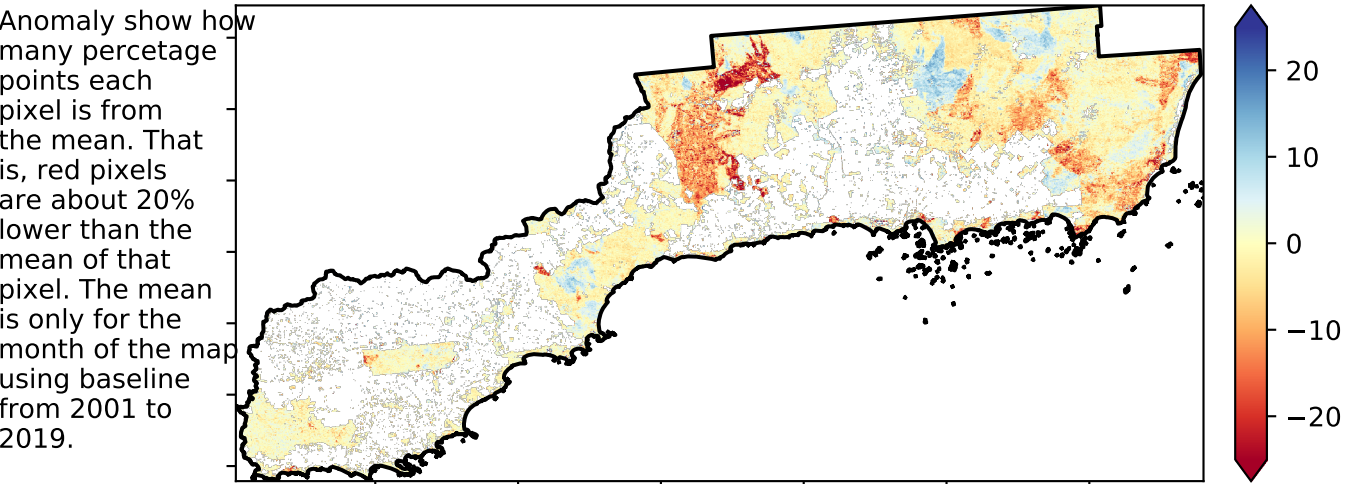 Anomaly show how
many percetage
points each
pixel is from
the mean. That
is, red pixels
are about 20%
lower than the
mean of that
pixel. The mean
is only for the
month of the map
using baseline
from 2001 to
2019.
20
10
0
−10
−20